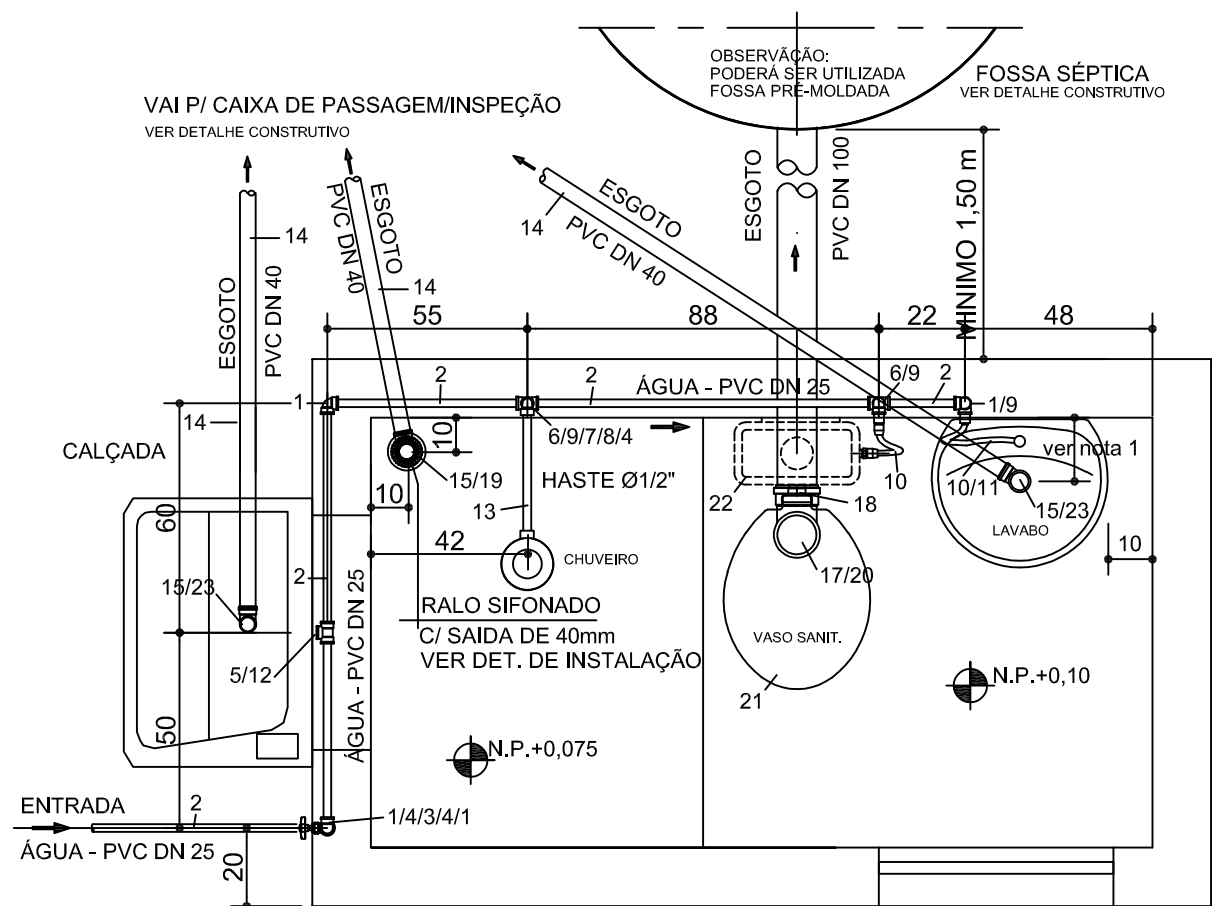 OBSERVÃÇÃO:
PODERÁ SER UTILIZADA
FOSSA PRÉ-MOLDADA
FOSSA SÉPTICA
VER DETALHE CONSTRUTIVO
VAI P/ CAIXA DE PASSAGEM/INSPEÇÃO
VER DETALHE CONSTRUTIVO
14
ESGOTO
PVC DN 40
ESGOTO
PVC DN 40
14
ESGOTO
PVC DN 40
14
ESGOTO
PVC DN 100
MINIMO 1,50 m
55
88
22
48
1
2
2
ÁGUA - PVC DN 25
6/9
2
1/9
14
CALÇADA
10
6/9/7/8/4
15/19
HASTE Ø1/2"
10
ver nota 1
10/11
10
22
18
15/23
LAVABO
13
60
42
CHUVEIRO
17/20
10
2
15/23
RALO SIFONADO
C/ SAIDA DE 40mm
VER DET. DE INSTALAÇÃO
VASO SANIT.
5/12
ÁGUA - PVC DN 25
21
N.P.+0,10
50
N.P.+0,075
ENTRADA
2
1/4/3/4/1
ÁGUA - PVC DN 25
20